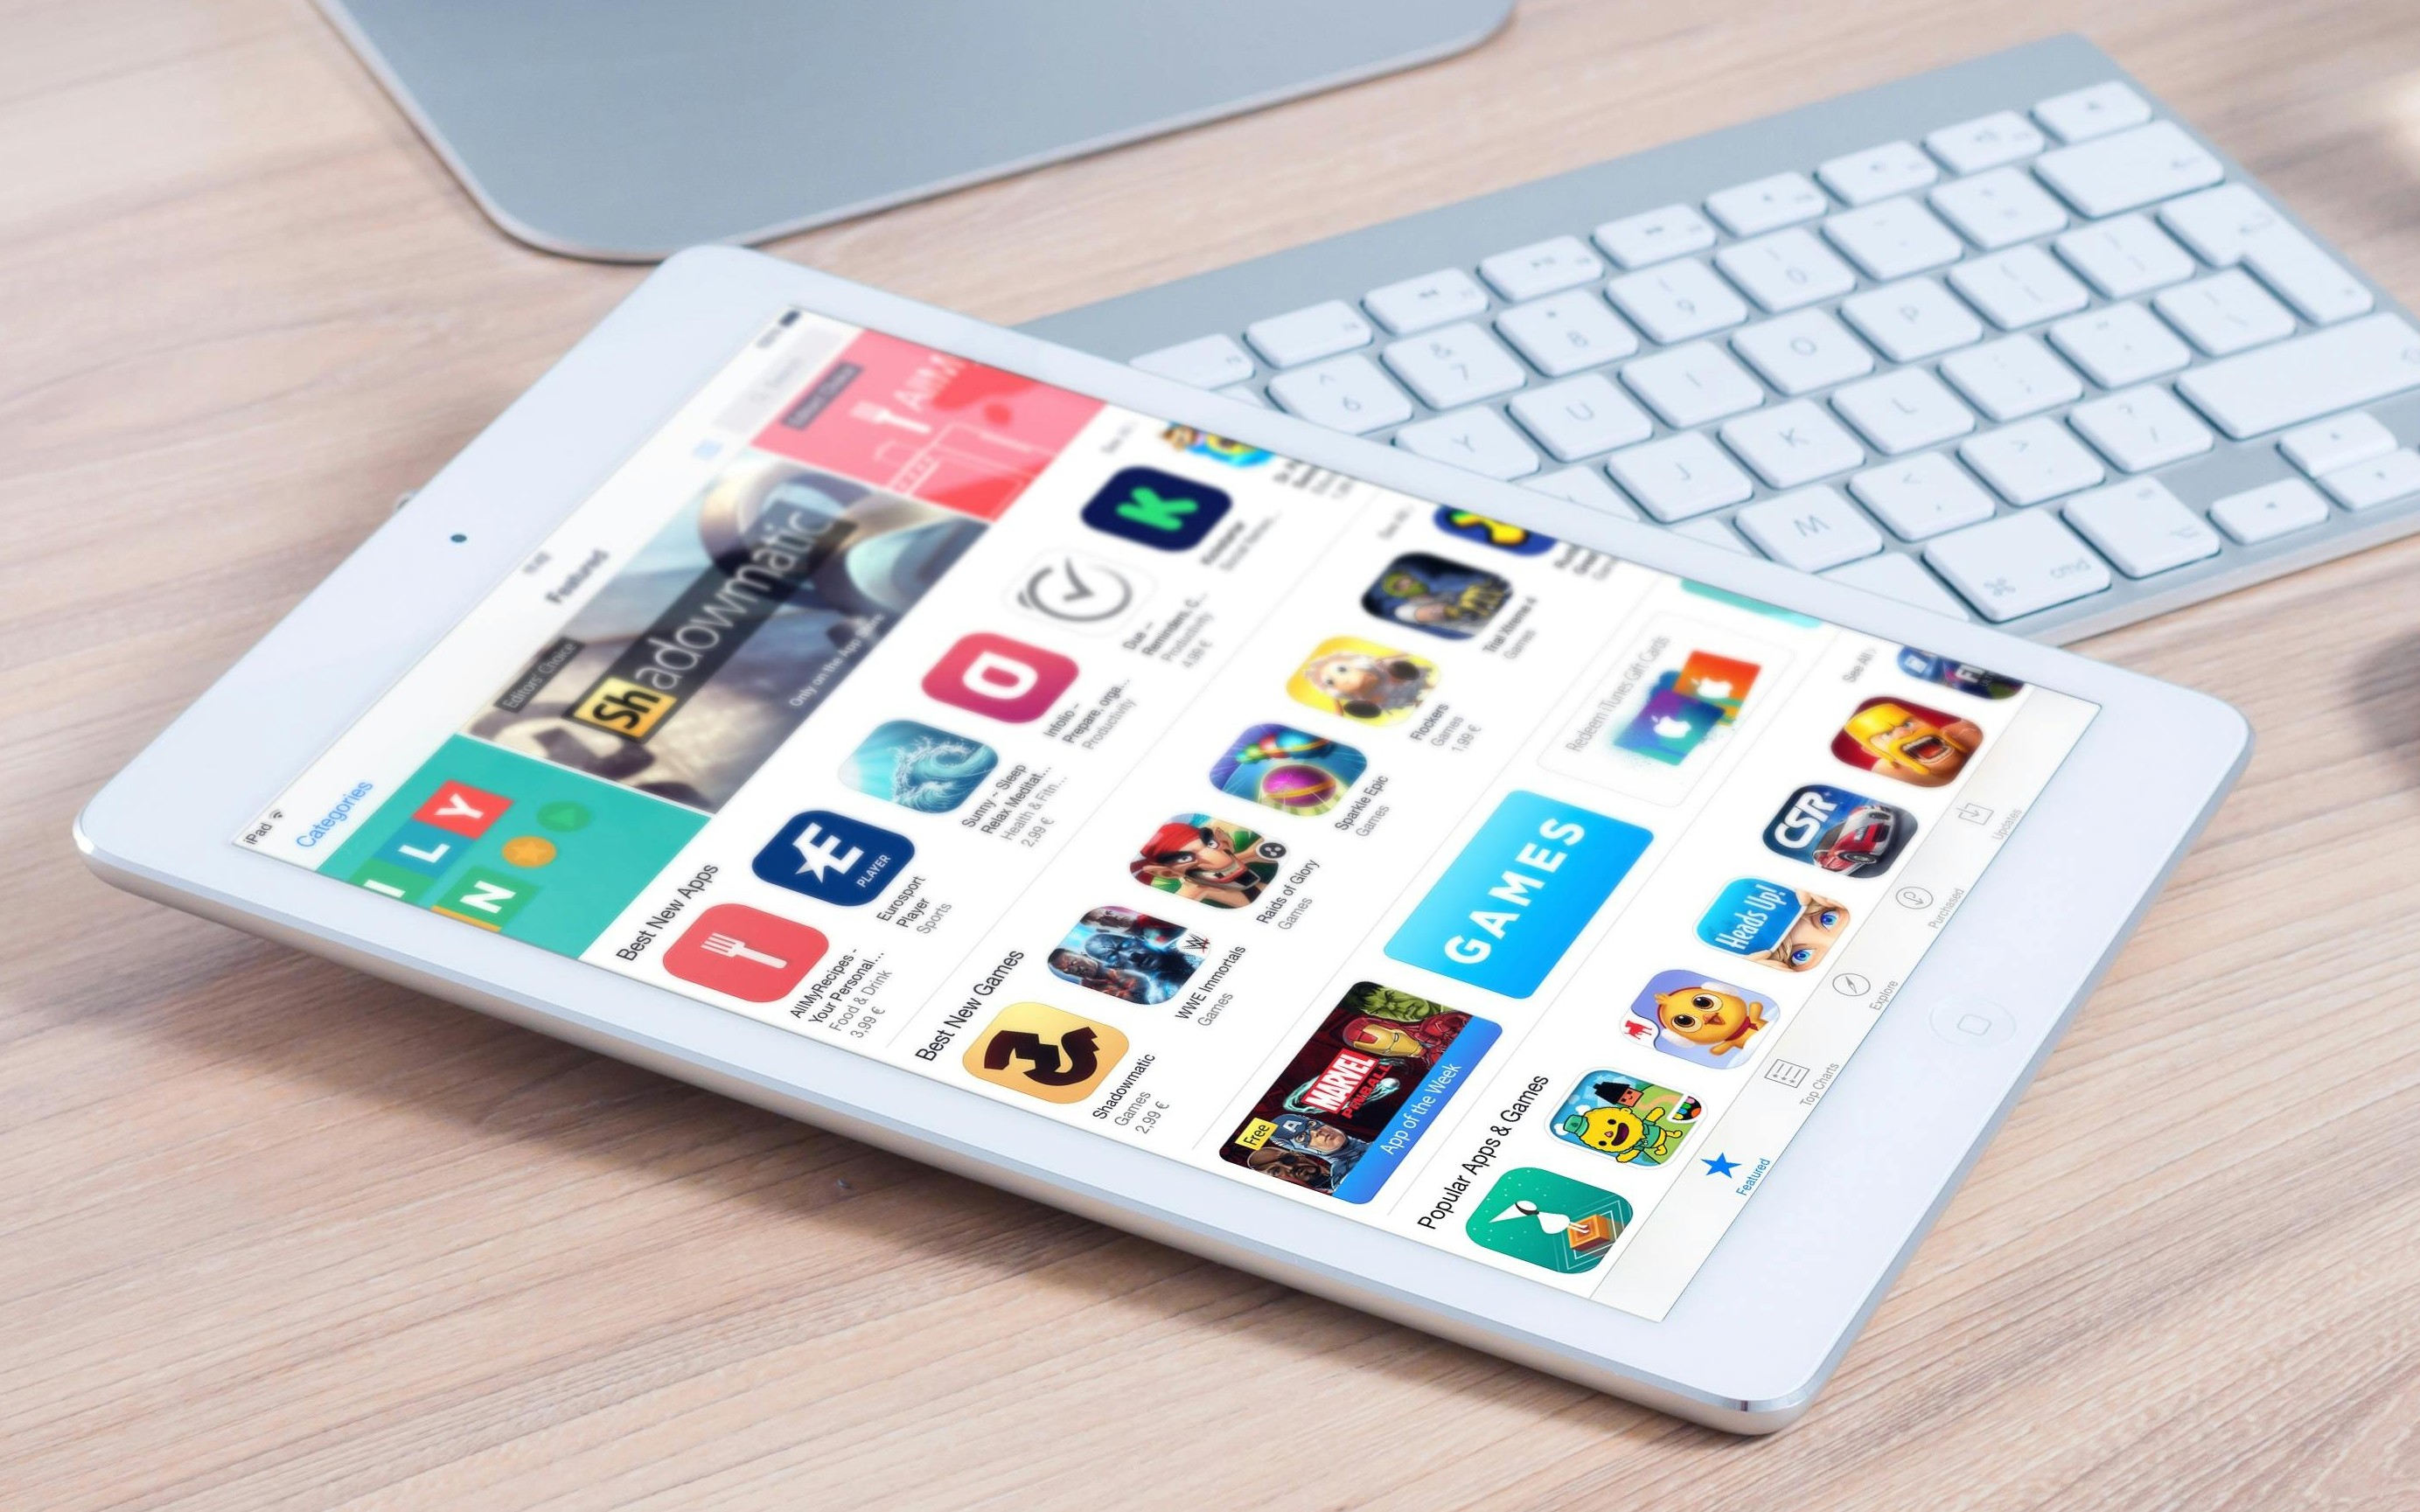 iPad
Categories
Featured
I L Y
N
Editors' Choice
Shadowmatic
Only on the App Store
Best New Apps
AllMyRecipes -
Your Personal...
Food & Drink
3,99 €
Æ
PLAYER
Eurosport
Player
Sports
Sunny ~ Sleep
Relax Meditat...
Health & Fitn...
2,99 €
Infolio -
Prepare, orga...
Productivity
Due —
Reminders, C...
Productivity
4,99 €
K
Best New Games
See All
Shadowmatic
Games
2,99 €
W
WWE Immortals
Games
Raids of Glory
Games
Sparkle Epic
Games
Flockers
Games
1,99 €
Trial Xtreme 4
Games
Free
MARVEL
PINBALL
App of the Week
GAMES
Redeem iTunes Gift Cards
Popular Apps & Games
See All
Heads Up!
CSR
Featured
Top Charts
Explore
Purchased
Updates
6
& 7
* 8
9
0
Y
U
I
O
P
J
K
L
M
cmd